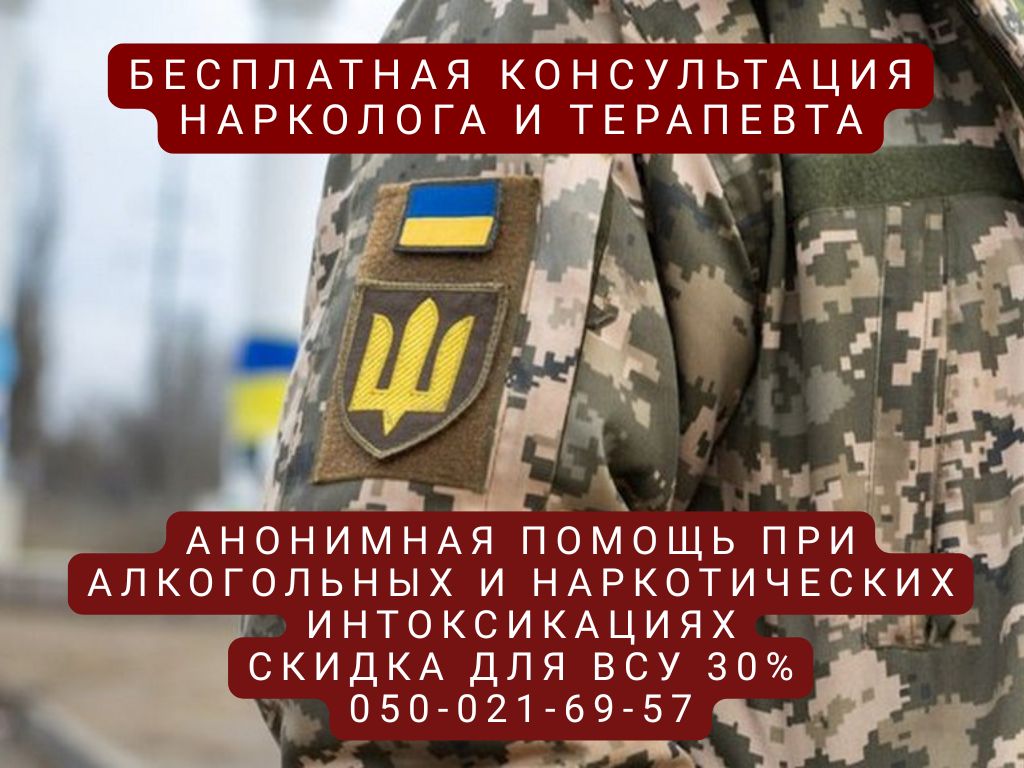 БЕСПЛАТНАЯ КОНСУЛЬТАЦИЯ
НАРКОЛОГА И ТЕРАПЕВТА
АНОНИМНАЯ ПОМОЩЬ ПРИ
АЛКОГОЛЬНЫХ И НАРКОТИЧЕСКИХ
ИНТОКСИКАЦИЯХ
СКИДКА ДЛЯ ВСУ 30%
050-021-69-57